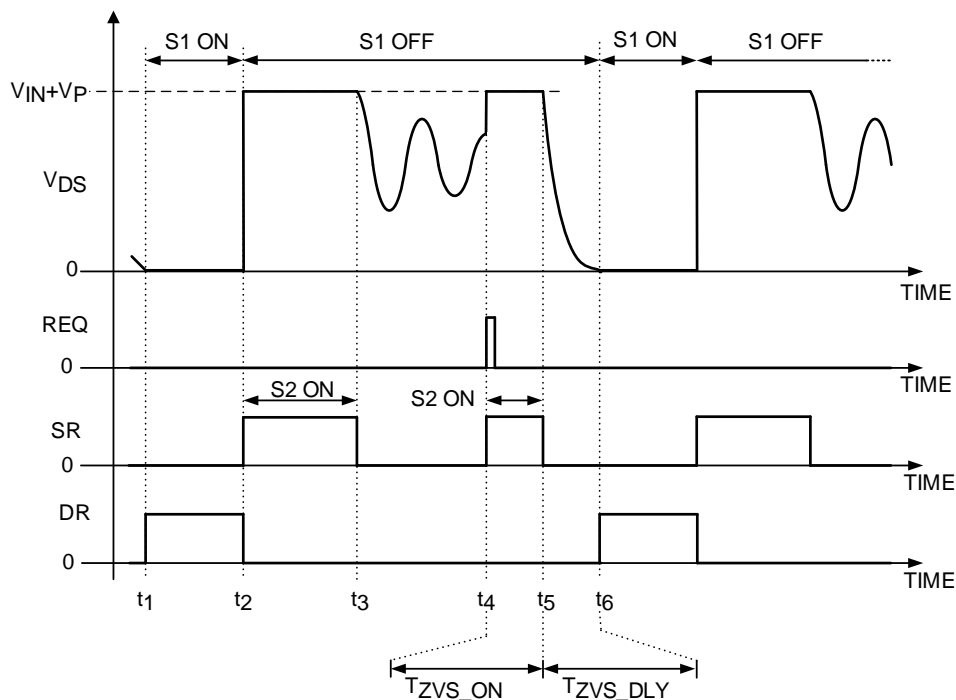 S1 ON
S1 OFF
S1 ON
S1 OFF
VIN+VP
VDS
0
TIME
REQ
0
TIME
S2 ON
S2 ON
SR
0
TIME
DR
0
TIME
t1
t2
t3
t4
t5
t6
TZVS_ON
TZVS_DLY